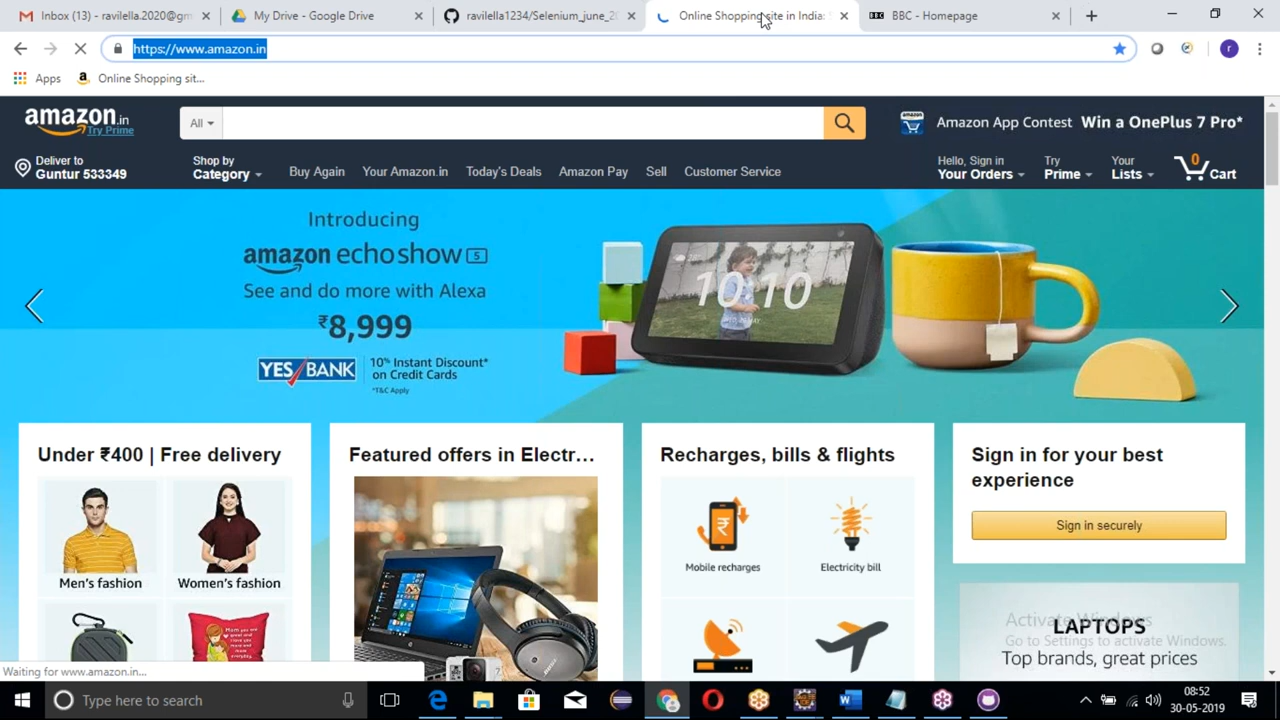 Inbox (13) - ravilella.2020@gm
My Drive - Google Drive
ravilella1234/Selenium_june_20
Online Shopping site in India: S
BBC - Homepage
https://www.amazon.in
r
Apps
Online Shopping sit...
amazon.in
Try Prime
All
Amazon App Contest Win a OnePlus 7 Pro*
Deliver to
Guntur 533349
Shop by
Category
Buy Again
Your Amazon.in
Today's Deals
Amazon Pay
Sell
Customer Service
Hello, Sign in
Your Orders
Try
Prime
Your
Lists
0
Cart
Introducing
amazon echo show 5
See and do more with Alexa
₹8,999
YES BANK
10% Instant Discount*
on Credit Cards
*T&C Apply
10:10
Under ₹400 | Free delivery
Featured offers in Electr...
Recharges, bills & flights
Sign in for your best
experience
Sign in securely
Men's fashion
Women's fashion
Mobile recharges
Electricity bill
LAPTOPS
Top brands, great prices
Activate Windows
Go to Settings to activate Windows.
Waiting for www.amazon.in...
Type here to search
08:52
30-05-2019